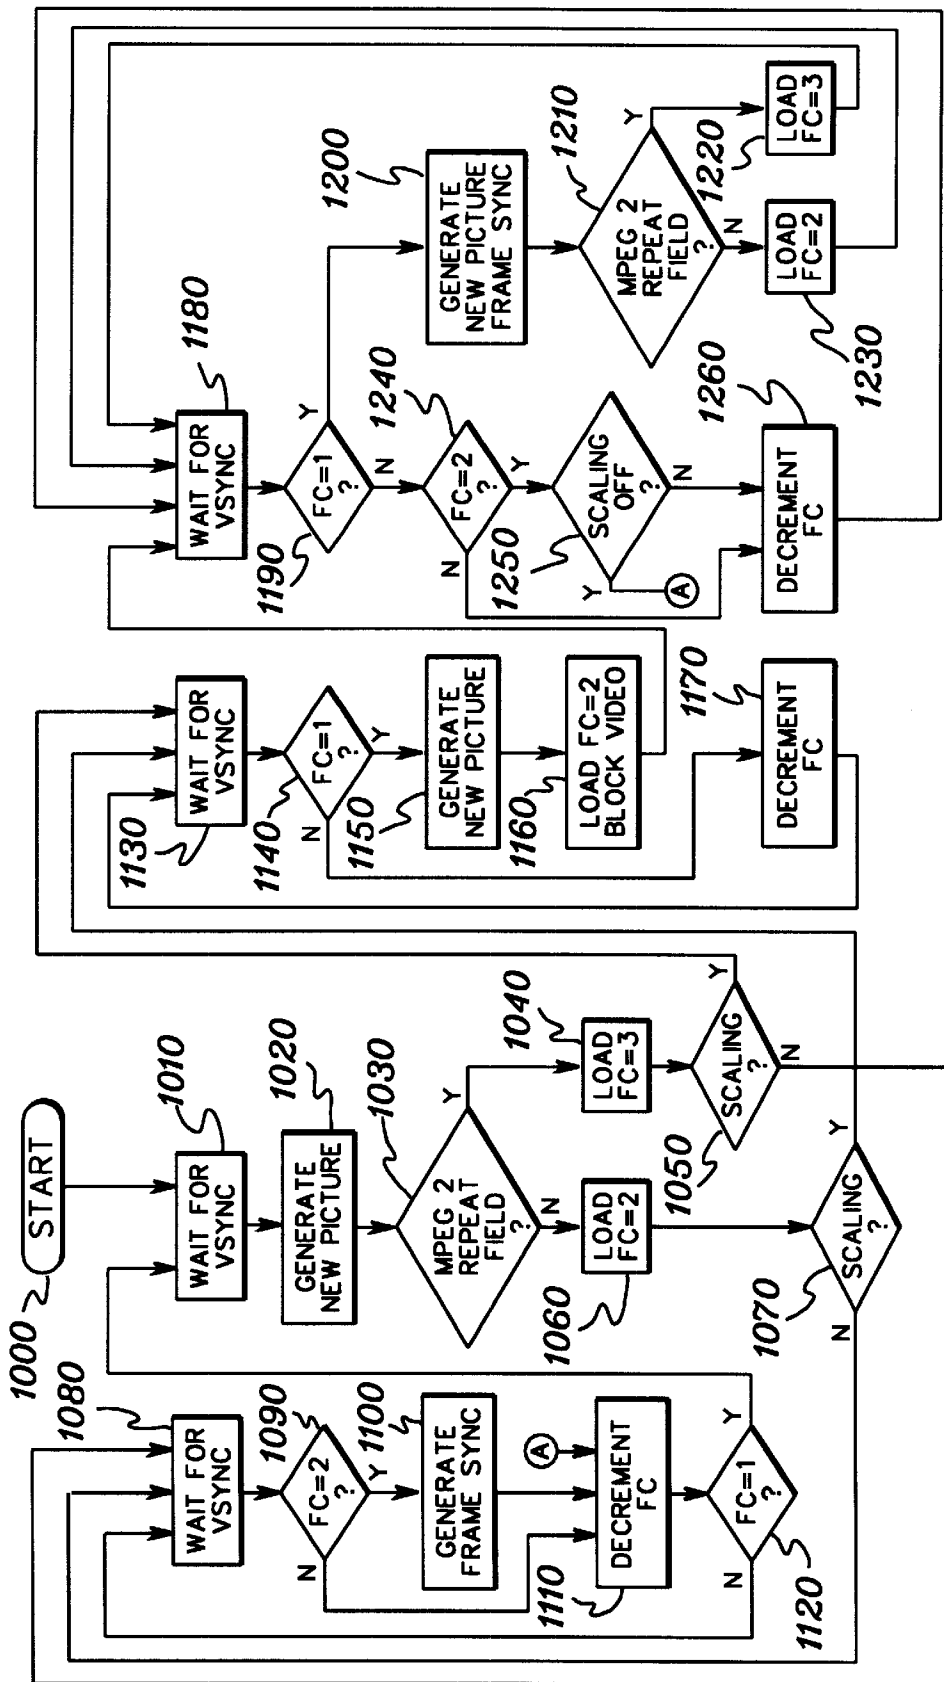 1000
START
1010
WAIT FOR
VSYNC
1020
GENERATE
NEW PICTURE
1030
MPEG 2
REPEAT
FIELD
?
Y
N
1040
LOAD
FC=3
1050
SCALING
?
Y
N
1060
LOAD
FC=2
1070
SCALING
?
Y
N
1080
WAIT FOR
VSYNC
1090
FC=2
?
Y
N
1100
GENERATE
FRAME SYNC
A
1110
DECREMENT
FC
1120
FC=1
?
Y
N
1130
WAIT FOR
VSYNC
1140
FC=1
?
Y
N
1150
GENERATE
NEW PICTURE
1160
LOAD FC=2
BLOCK VIDEO
1170
DECREMENT
FC
1180
WAIT FOR
VSYNC
1190
FC=1
?
Y
N
1200
GENERATE
NEW PICTURE
FRAME SYNC
1210
MPEG 2
REPEAT
FIELD
?
Y
N
1220
LOAD
FC=3
1230
LOAD
FC=2
1240
FC=2
?
Y
N
1250
SCALING
OFF
?
Y
N
A
1260
DECREMENT
FC